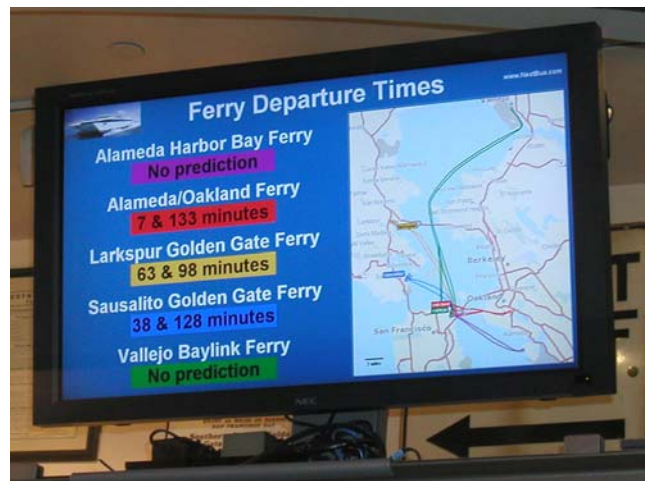 www.NextBus.com
Ferry Departure Times
Alameda Harbor Bay Ferry
No prediction
Alameda/Oakland Ferry
7 & 133 minutes
Larkspur Golden Gate Ferry
63 & 98 minutes
Sausalito Golden Gate Ferry
38 & 128 minutes
Vallejo Baylink Ferry
No prediction
Berkeley
Oakland
San Francisco
NEC